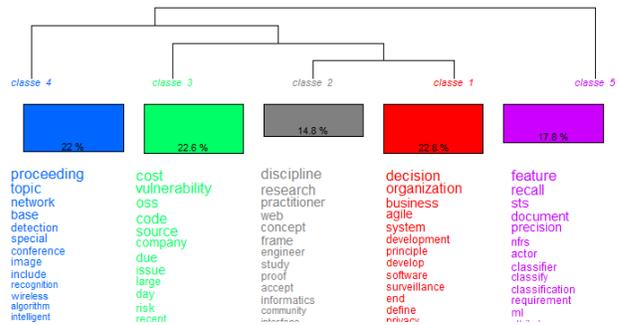 classe 4
classe 3
classe 2
classe 1
classe 5
22 %
22.6 %
14.8 %
22.8 %
17.8 %
proceeding
topic
network
base
detection
special
conference
image
include
recognition
wireless
algorithm
intelligent
cost
vulnerability
oss
code
source
company
due
issue
large
day
risk
recent
discipline
research
practitioner
web
concept
frame
engineer
study
proof
accept
informatics
community
interface
decision
organization
business
agile
system
development
principle
develop
software
surveillance
end
define
privacy
feature
recall
sts
document
precision
nfrs
actor
classifier
classify
classification
requirement
ml